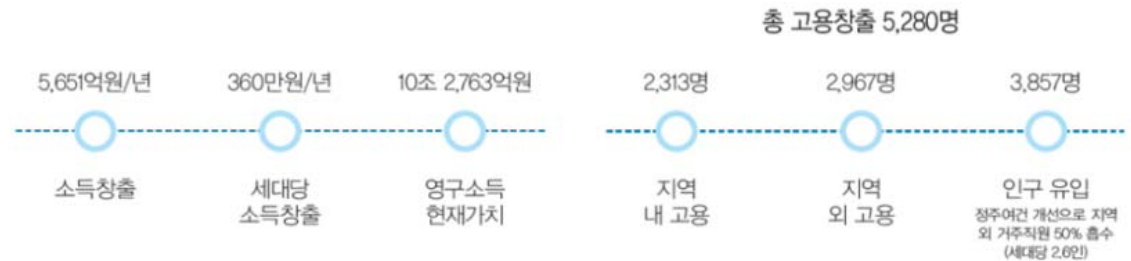 총 고용창출 5,280명
5,651억원/년
360만원/년
10조 2,763억원
2,313명
2,967명
3,857명
소득창출
세대당
소득창출
영구소득
현재가치
지역
내 고용
지역
외 고용
인구 유입
정주여건 개선으로 지역
외 거주직원 50% 흡수
(세대당 2.6인)